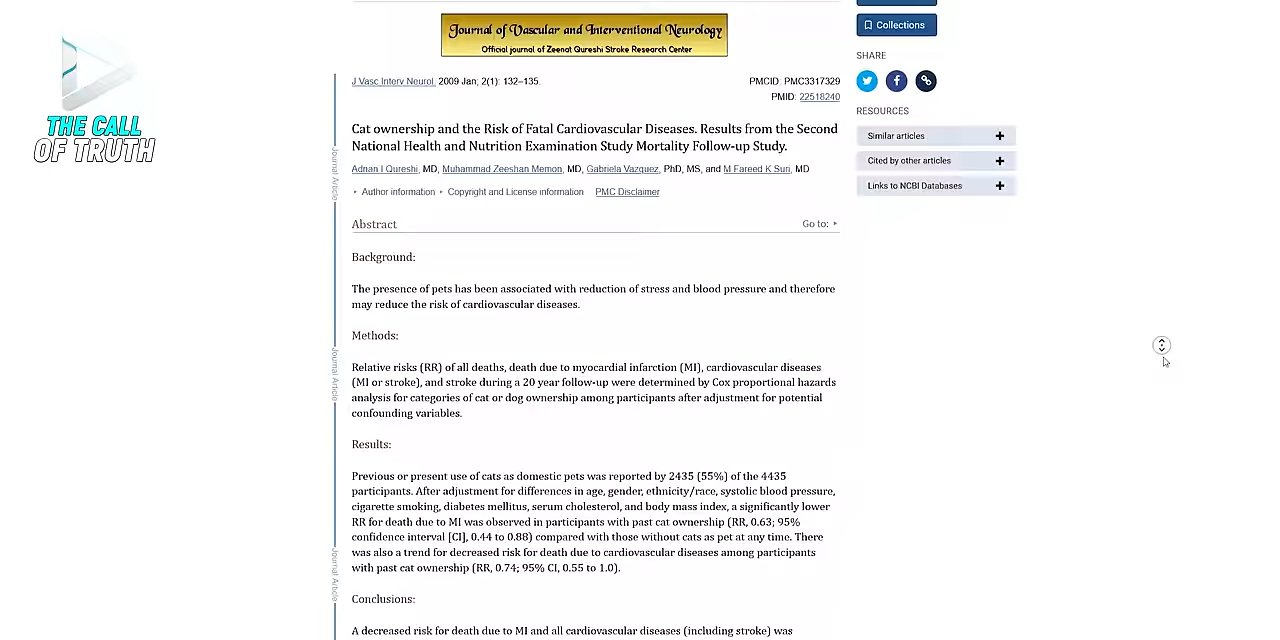 Collections
Journal of Vascular and Interventional Neurology
Official journal of Zeenat Qureshi Stroke Research Center
SHARE
THE CALL
OF TRUTH
J Vasc Interv Neurol. 2009 Jan; 2(1): 132–135.
PMCID: PMC3317329
PMID: 22518240
RESOURCES
Similar articles
Cited by other articles
Links to NCBI Databases
Cat ownership and the Risk of Fatal Cardiovascular Diseases. Results from the Second
National Health and Nutrition Examination Study Mortality Follow-up Study.
Adnan I Qureshi, MD, Muhammad Zeeshan Memon, MD, Gabriela Vazquez, PhD, MS, and M Fareed K Suri, MD
Author information Copyright and License information PMC Disclaimer
Abstract
Go to:
Background:
The presence of pets has been associated with reduction of stress and blood pressure and therefore
may reduce the risk of cardiovascular diseases.
Methods:
Relative risks (RR) of all deaths, death due to myocardial infarction (MI), cardiovascular diseases
(MI or stroke), and stroke during a 20 year follow-up were determined by Cox proportional hazards
analysis for categories of cat or dog ownership among participants after adjustment for potential
confounding variables.
Results:
Previous or present use of cats as domestic pets was reported by 2435 (55%) of the 4435
participants. After adjustment for differences in age, gender, ethnicity/race, systolic blood pressure,
cigarette smoking, diabetes mellitus, serum cholesterol, and body mass index, a significantly lower
RR for death due to MI was observed in participants with past cat ownership (RR, 0.63; 95%
confidence interval [CI], 0.44 to 0.88) compared with those without cats as pet at any time. There
was also a trend for decreased risk for death due to cardiovascular diseases among participants
with past cat ownership (RR, 0.74; 95% CI, 0.55 to 1.0).
Conclusions:
A decreased risk for death due to MI and all cardiovascular diseases (including stroke) was
Journal Article
Journal Article
Journal Article